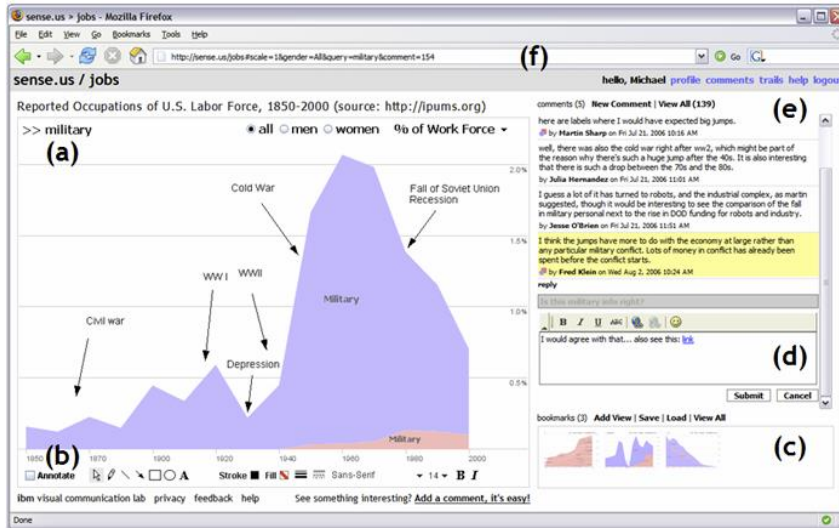 sense.us > jobs - Mozilla Firefox
File Edit View Go Bookmarks Tools Help
http://sense.us/jobs#scale=1&gender=All&query=military&comment=154
(f)
Go
sense.us / jobs
hello, Michael profile comments trails help logout
Reported Occupations of U.S. Labor Force, 1850-2000 (source: http://ipums.org)
>> military
all men women
% of Work Force
(a)
2.0%
1.5%
1.0%
0.5%
Cold War
Fall of Soviet Union
Recession
WW I
WWII
Civil war
Depression
Military
Military
1850 1870 1890 1920 1940 1960 1980 2000
(b)
Annotate
A
Stroke Fill Sans-Serif 14 B I
ibm visual communication lab privacy feedback help
See something interesting? Add a comment, it's easy!
comments (5) New Comment | View All (139)
(e)
here are labels where I would have expected big jumps.
by Martin Sharp on Fri Jul 21, 2006 10:16 AM
well, there was also the cold war right after ww2, which might be part of
the reason why there's such a huge jump after the 40s. It is also interesting
that there is such a drop between the 70s and the 80s.
by Julia Hernandez on Fri Jul 21, 2006 11:01 AM
I guess a lot of it has turned to robots, and the industrial complex, as martin
suggested, though it would be interesting to see the comparison of the fall
in military personel next to the rise in DOD funding for robots and industry.
by Jesse O'Brien on Fri Jul 21, 2006 11:51 AM
I think the jumps have more to do with the economy at large rather than
any particular military conflict. Lots of money in conflict has already been
spent before the conflict starts.
by Fred Klein on Wed Aug 2, 2006 10:24 AM
reply
Is this military info right?
B I U ABC
I would agree with that... also see this: link
(d)
Submit Cancel
bookmarks (3) Add View | Save | Load | View All
(c)
Done